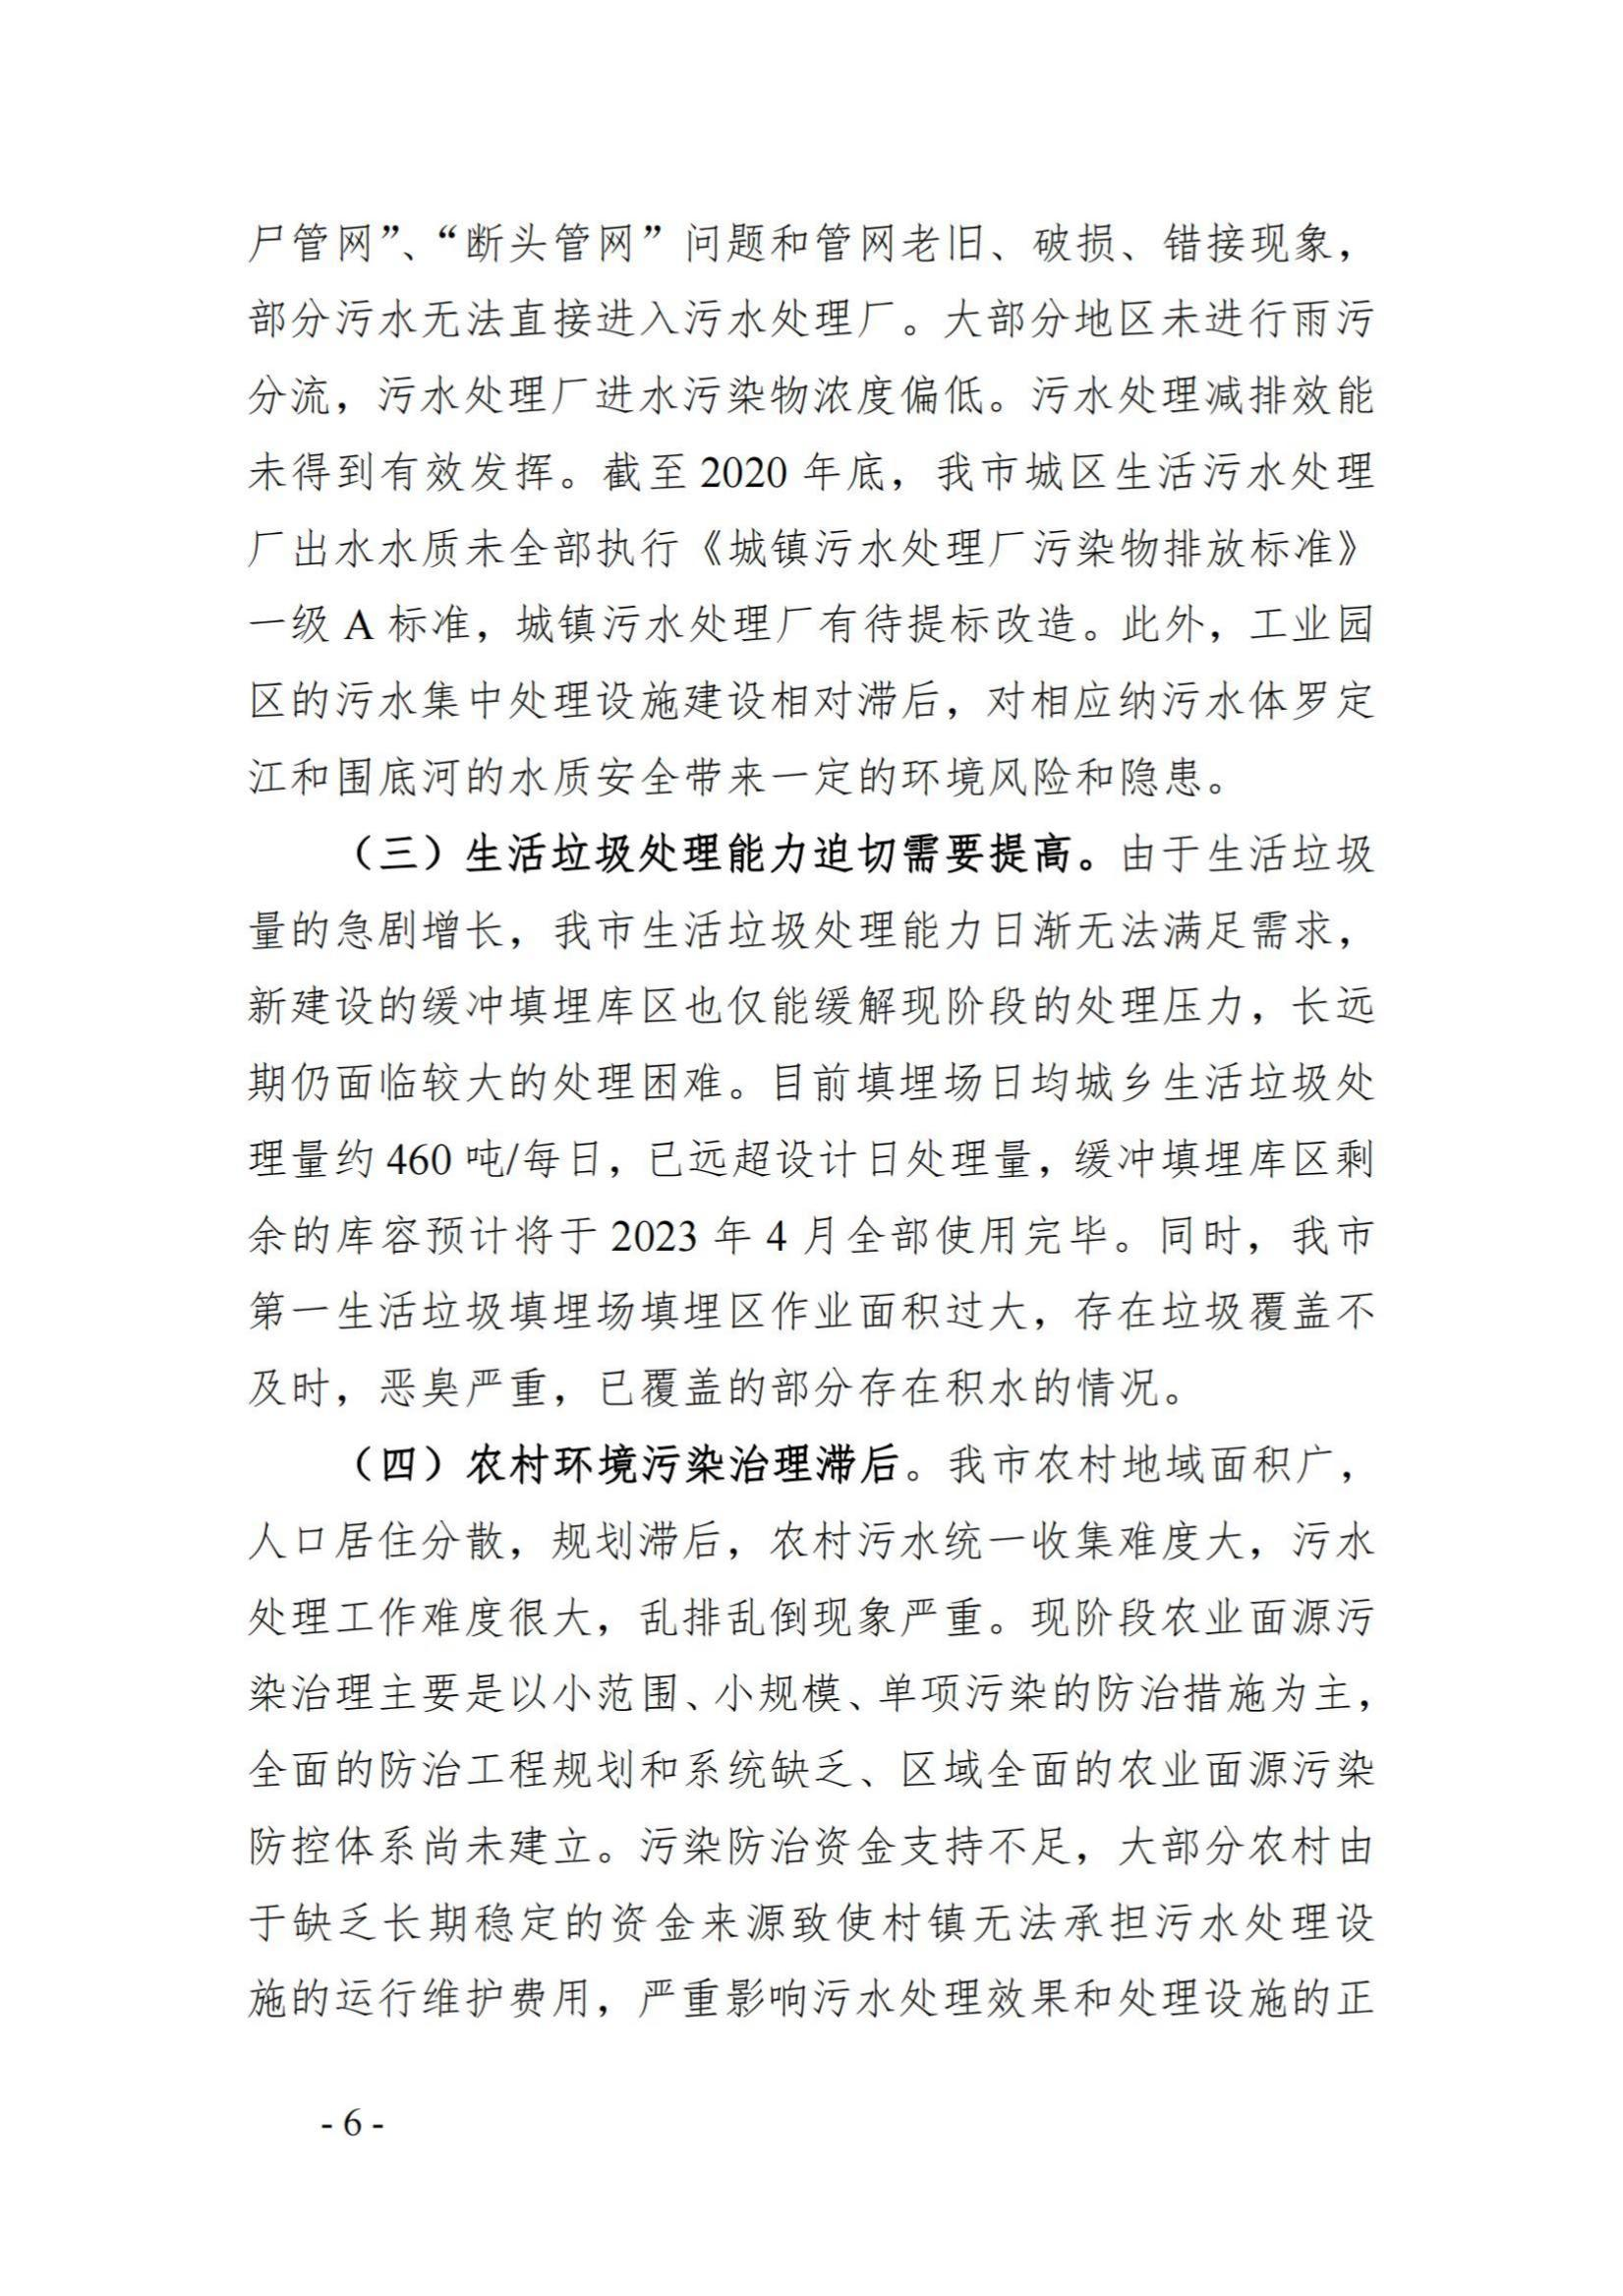 尸管网”、“断头管网”问题和管网老旧、破损、错接现象，
部分污水无法直接进入污水处理厂。大部分地区未进行雨污
分流，污水处理厂进水污染物浓度偏低。污水处理减排效能
未得到有效发挥。截至 2020 年底，我市城区生活污水处理
厂出水水质未全部执行《城镇污水处理厂污染物排放标准》
一级 A 标准，城镇污水处理厂有待提标改造。此外，工业园
区的污水集中处理设施建设相对滞后，对相应纳污水体罗定
江和围底河的水质安全带来一定的环境风险和隐患。
（三）生活垃圾处理能力迫切需要提高。由于生活垃圾
量的急剧增长，我市生活垃圾处理能力日渐无法满足需求，
新建设的缓冲填埋库区也仅能缓解现阶段的处理压力，长远
期仍面临较大的处理困难。目前填埋场日均城乡生活垃圾处
理量约 460 吨/每日，已远超设计日处理量，缓冲填埋库区剩
余的库容预计将于 2023 年 4 月全部使用完毕。同时，我市
第一生活垃圾填埋场填埋区作业面积过大，存在垃圾覆盖不
及时，恶臭严重，已覆盖的部分存在积水的情况。
（四）农村环境污染治理滞后。我市农村地域面积广，
人口居住分散，规划滞后，农村污水统一收集难度大，污水
处理工作难度很大，乱排乱倒现象严重。现阶段农业面源污
染治理主要是以小范围、小规模、单项污染的防治措施为主，
全面的防治工程规划和系统缺乏、区域全面的农业面源污染
防控体系尚未建立。污染防治资金支持不足，大部分农村由
于缺乏长期稳定的资金来源致使村镇无法承担污水处理设
施的运行维护费用，严重影响污水处理效果和处理设施的正
- 6 -